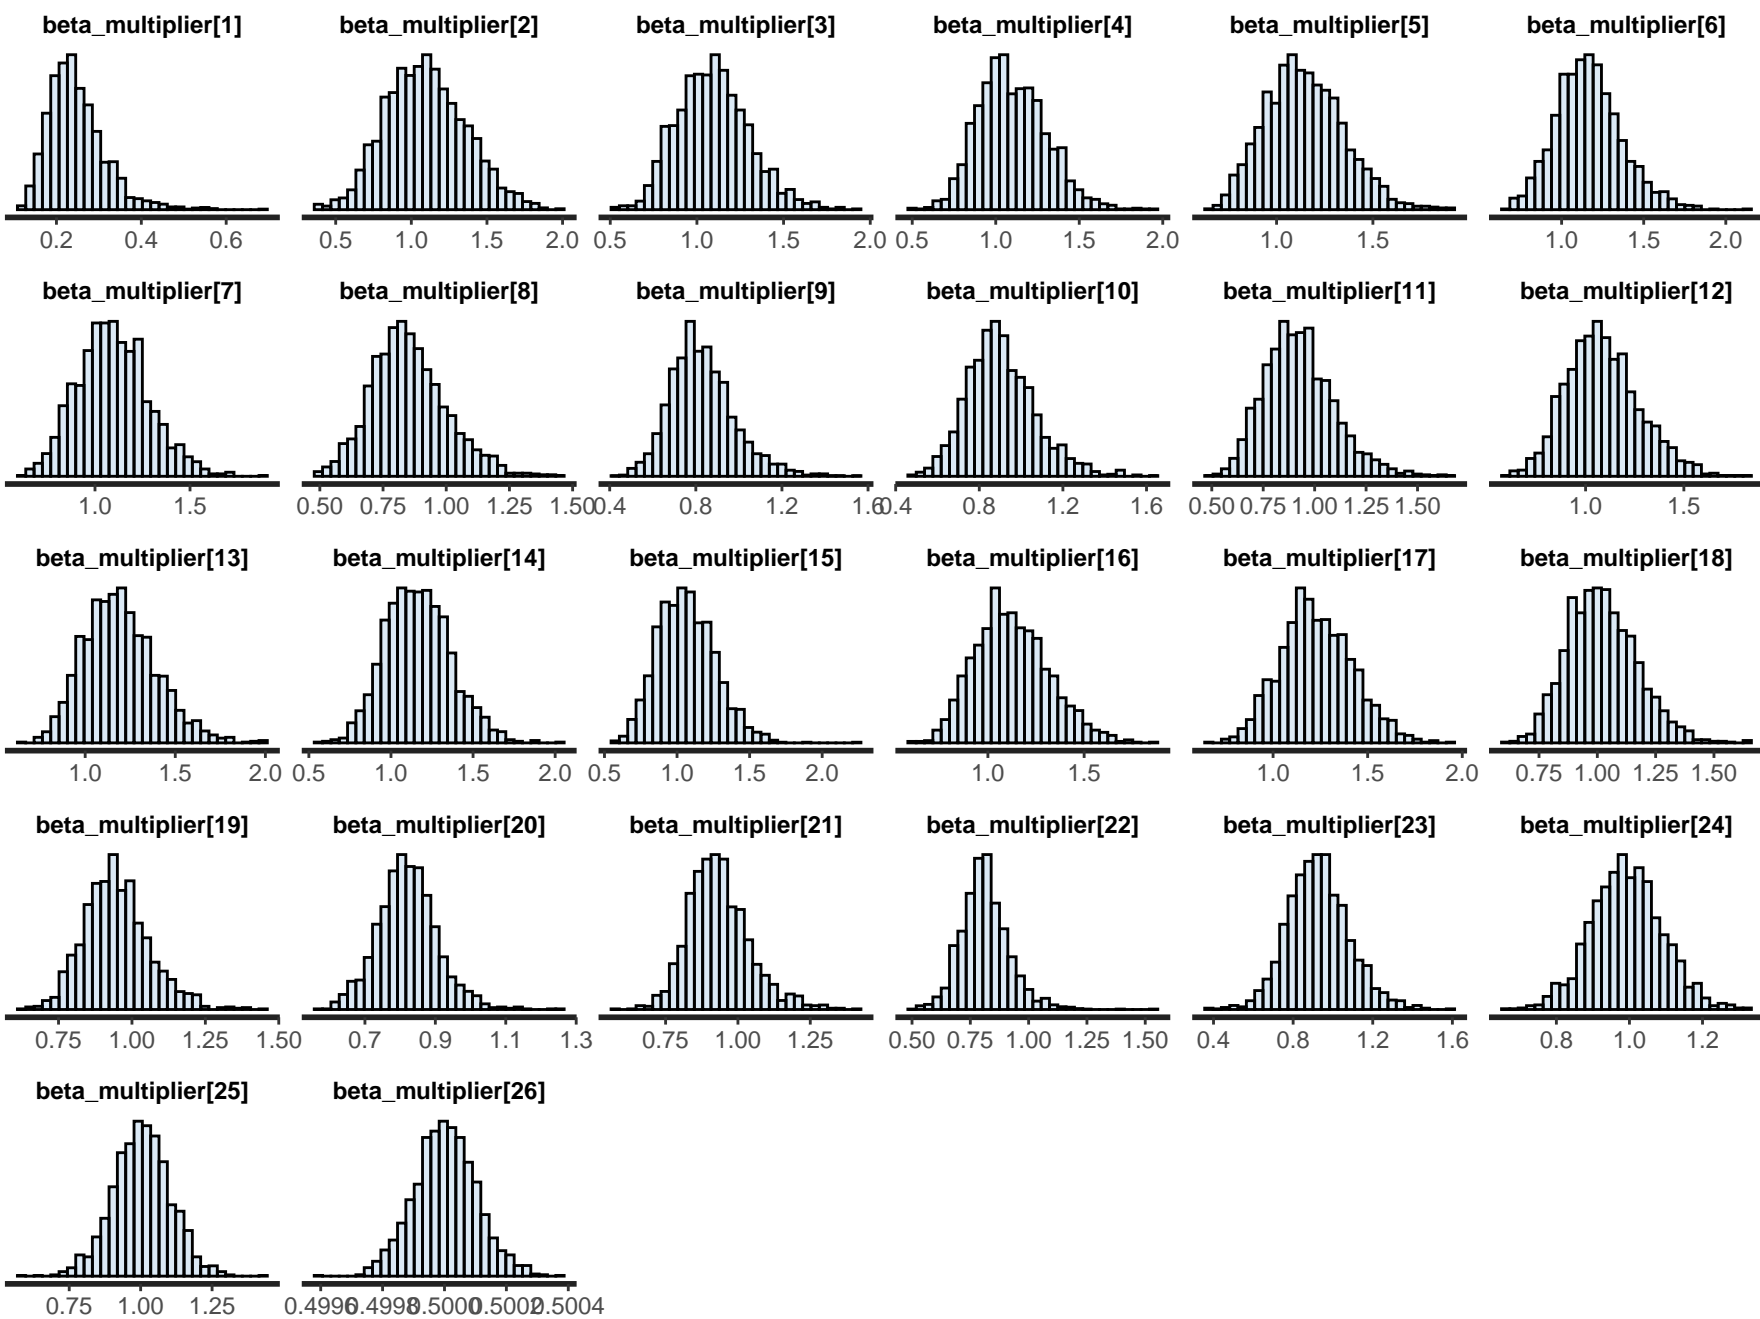 beta_multiplier[1] beta_multiplier[2] beta_multiplier[3] beta_multiplier[4] beta_multiplier[5] beta_multiplier[6]
0.2 0.4 0.6 0.5 1.0 1.5 2.0 0.5 1.0 1.5 2.0 0.5 1.0 1.5 2.0 1.0 1.5 1.0 1.5 2.0
beta_multiplier[7] beta_multiplier[8] beta_multiplier[9] beta_multiplier[10] beta_multiplier[11] beta_multiplier[12]
1.0 1.5 0.50 0.75 1.00 1.25 1.50 0.4 0.8 1.2 1.6 0.4 0.8 1.2 1.6 0.50 0.75 1.00 1.25 1.50 1.0 1.5
beta_multiplier[13] beta_multiplier[14] beta_multiplier[15] beta_multiplier[16] beta_multiplier[17] beta_multiplier[18]
1.0 1.5 2.0 0.5 1.0 1.5 2.0 0.5 1.0 1.5 2.0 1.0 1.5 1.0 1.5 2.0 0.75 1.00 1.25 1.50
beta_multiplier[19] beta_multiplier[20] beta_multiplier[21] beta_multiplier[22] beta_multiplier[23] beta_multiplier[24]
0.75 1.00 1.25 1.50 0.7 0.9 1.1 1.3 0.75 1.00 1.25 0.50 0.75 1.00 1.25 1.50 0.4 0.8 1.2 1.6 0.8 1.0 1.2
beta_multiplier[25] beta_multiplier[26]
0.75 1.00 1.25 0.4996 0.4998 0.5000 0.5002 0.5004